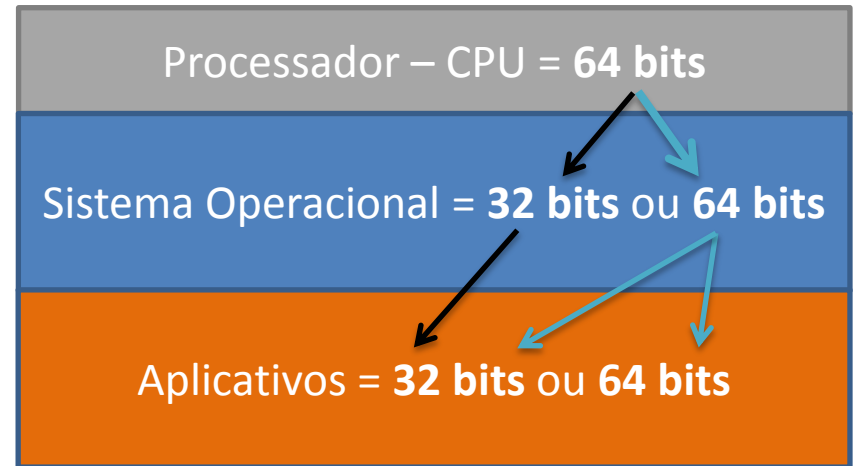 Processador – CPU = 64 bits
Sistema Operacional = 32 bits ou 64 bits
Aplicativos = 32 bits ou 64 bits